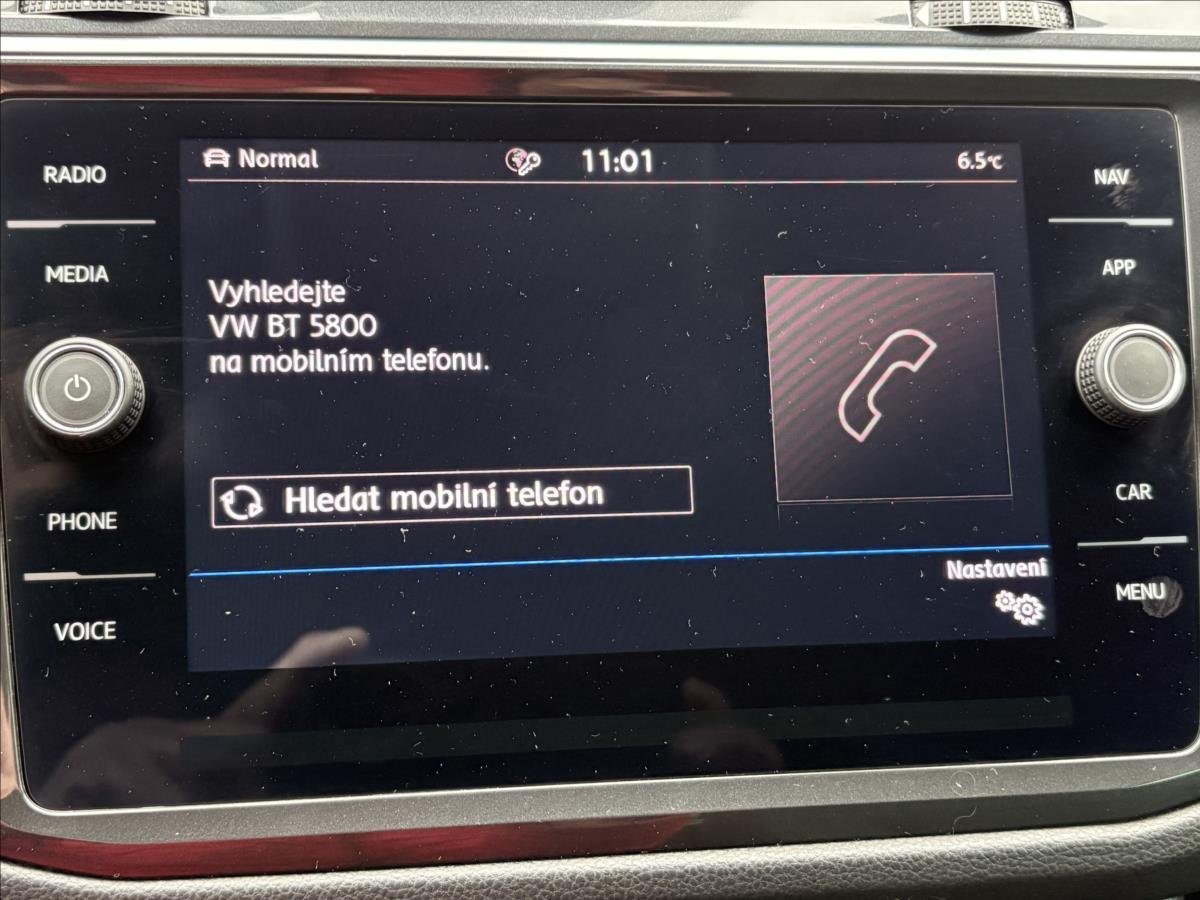 RADIO
MEDIA
PHONE
VOICE
Normal
11:01
6.5℃
Vyhledejte
VW BT 5800
na mobilním telefonu.
Hledat mobilní telefon
Nastavení
NAV
APP
CAR
MENU